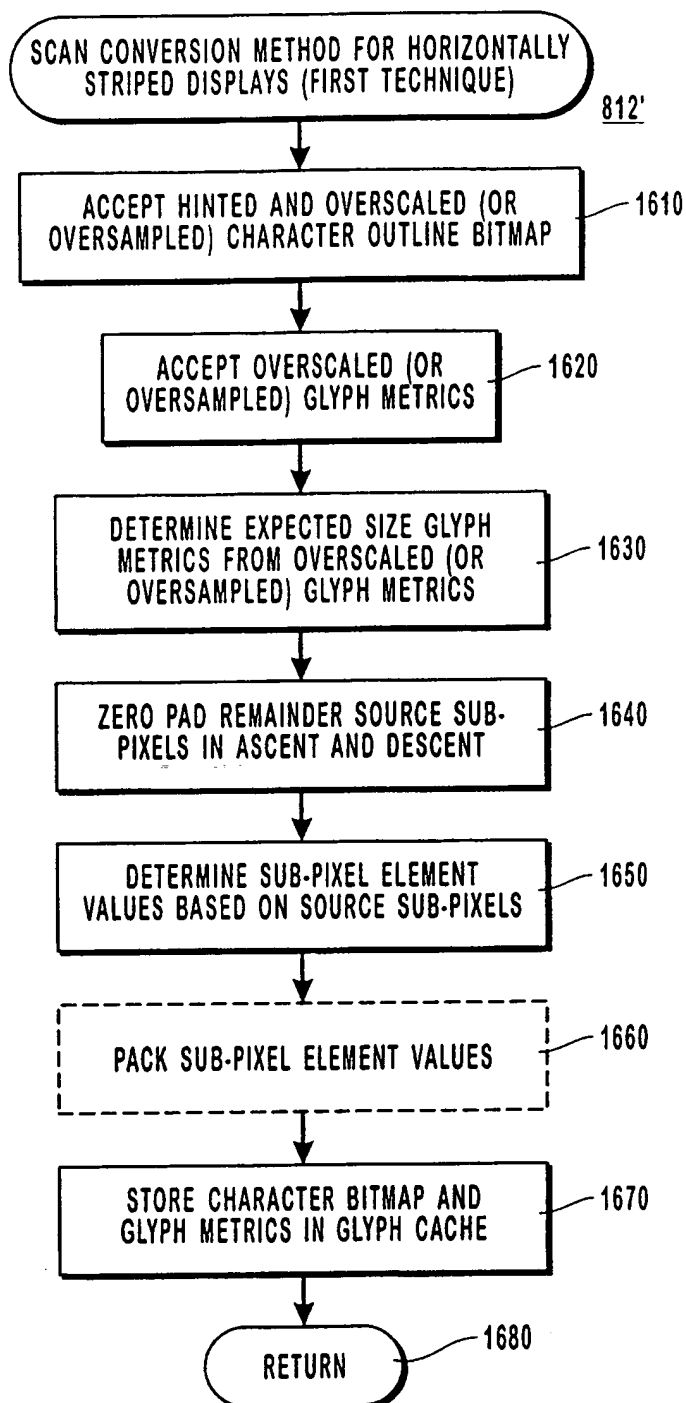 SCAN CONVERSION METHOD FOR HORIZONTALLY
STRIPED DISPLAYS (FIRST TECHNIQUE)
812'
ACCEPT HINTED AND OVERSCALED (OR
OVERSAMPLED) CHARACTER OUTLINE BITMAP
1610
ACCEPT OVERSCALED (OR
OVERSAMPLED) GLYPH METRICS
1620
DETERMINE EXPECTED SIZE GLYPH
METRICS FROM OVERSCALED (OR
OVERSAMPLED) GLYPH METRICS
1630
ZERO PAD REMAINDER SOURCE SUB-
PIXELS IN ASCENT AND DESCENT
1640
DETERMINE SUB-PIXEL ELEMENT
VALUES BASED ON SOURCE SUB-PIXELS
1650
PACK SUB-PIXEL ELEMENT VALUES
1660
STORE CHARACTER BITMAP AND
GLYPH METRICS IN GLYPH CACHE
1670
RETURN
1680